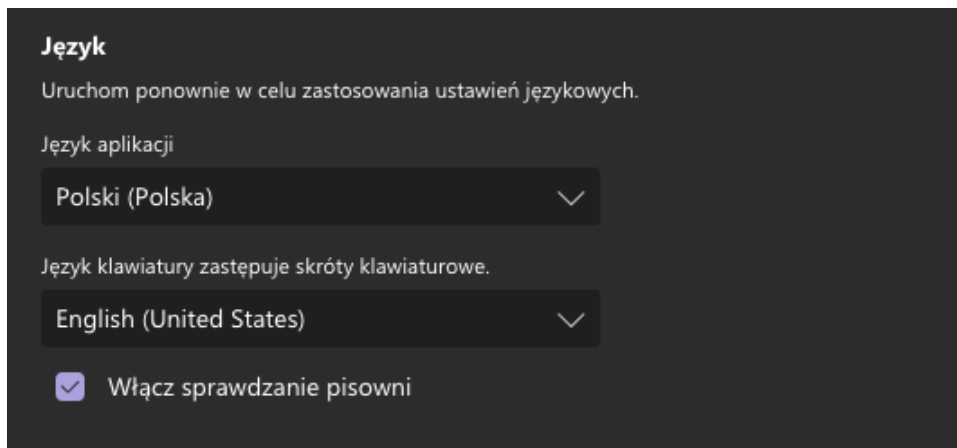 Język
Uruchom ponownie w celu zastosowania ustawień językowych.
Język aplikacji
Polski (Polska)
Język klawiatury zastępuje skróty klawiaturowe.
English (United States)
Włącz sprawdzanie pisowni